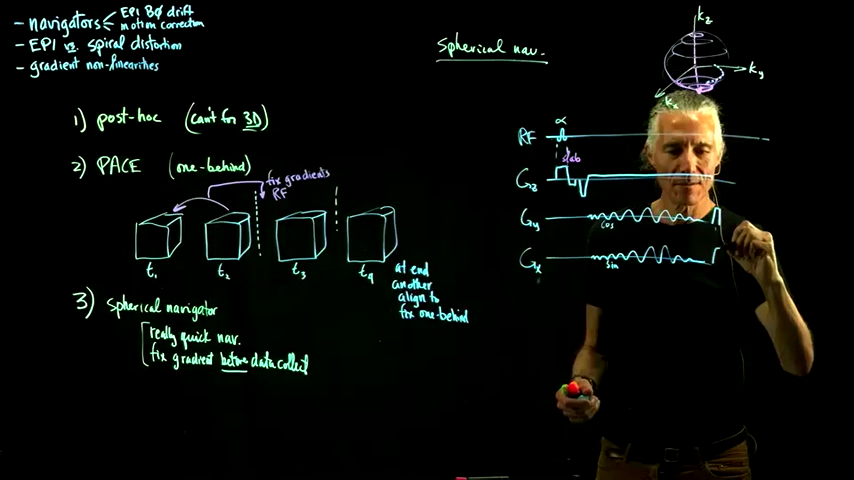 - navigators
EPI BØ drift
motion correction
- EPI vs. spiral distortion
- gradient non-linearities
1) post-hoc (can't for 3D)
2) PACE (one-behind)
fix gradients
RF
t1
t2
t3
t4
at end
another
align to
fix one-behind
3) spherical navigator
really quick nav.
fix gradient before data collect
spherical nav.
kz
ky
kx
α
RF
slab
Gz
Gy
cos
Gx
sin